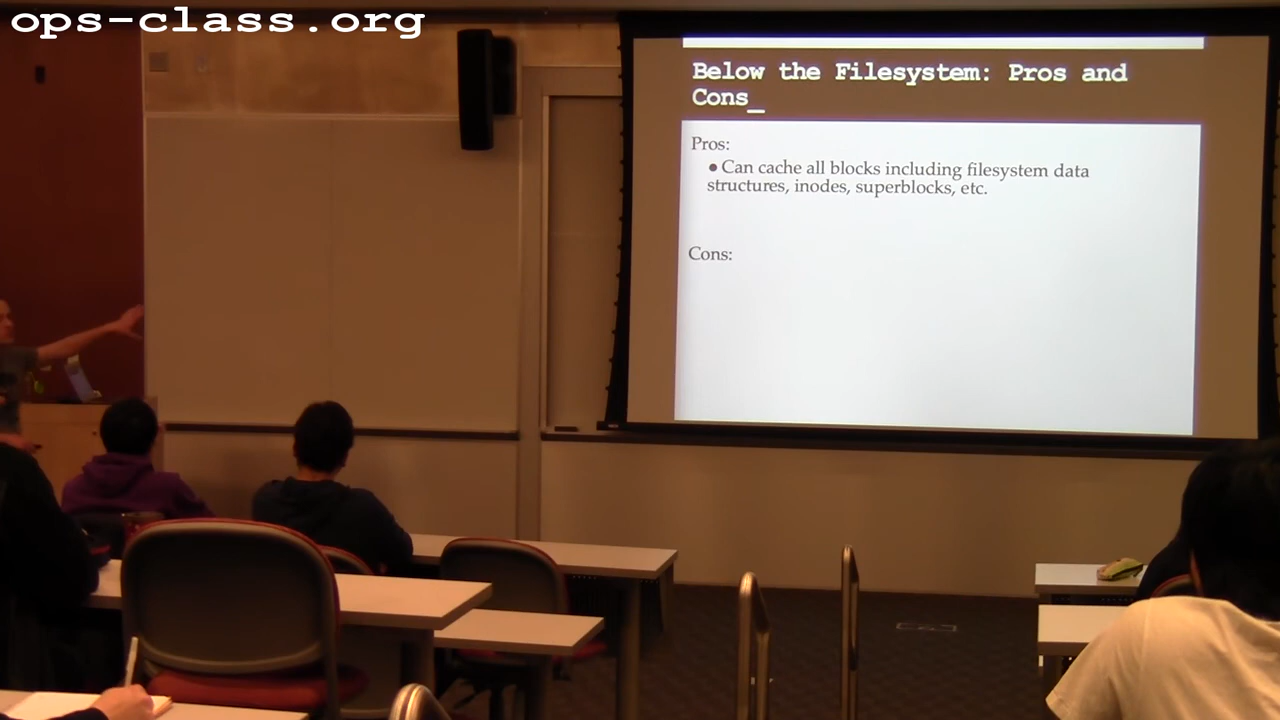 ops-class.org
Below the Filesystem: Pros and
Cons_
Pros:
● Can cache all blocks including filesystem data
structures, inodes, superblocks, etc.
Cons: